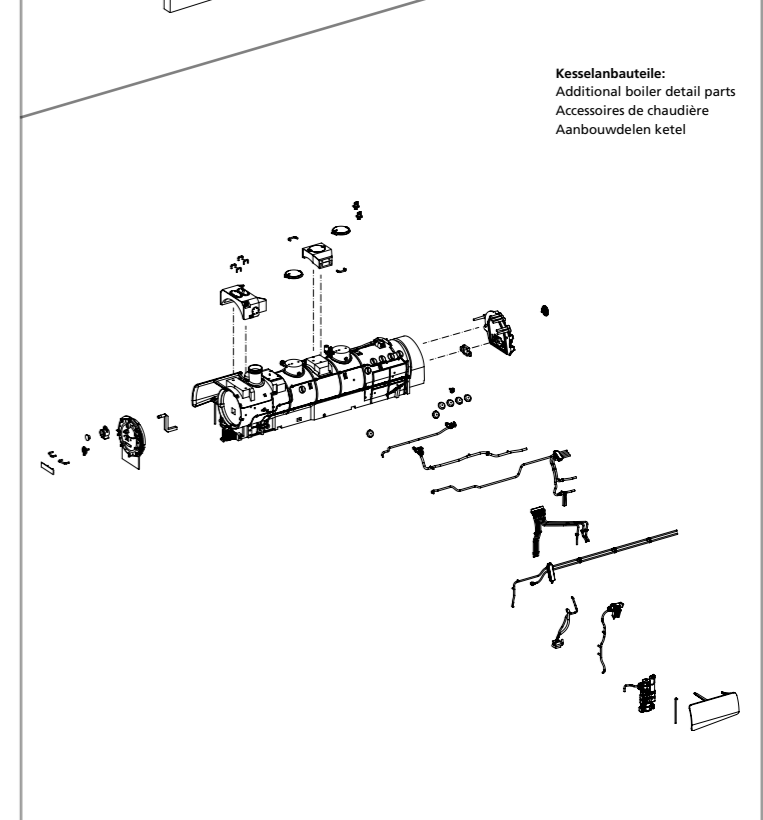 Kesselanbauteile:
Additional boiler detail parts
Accessoires de chaudière
Aanbouwdelen ketel